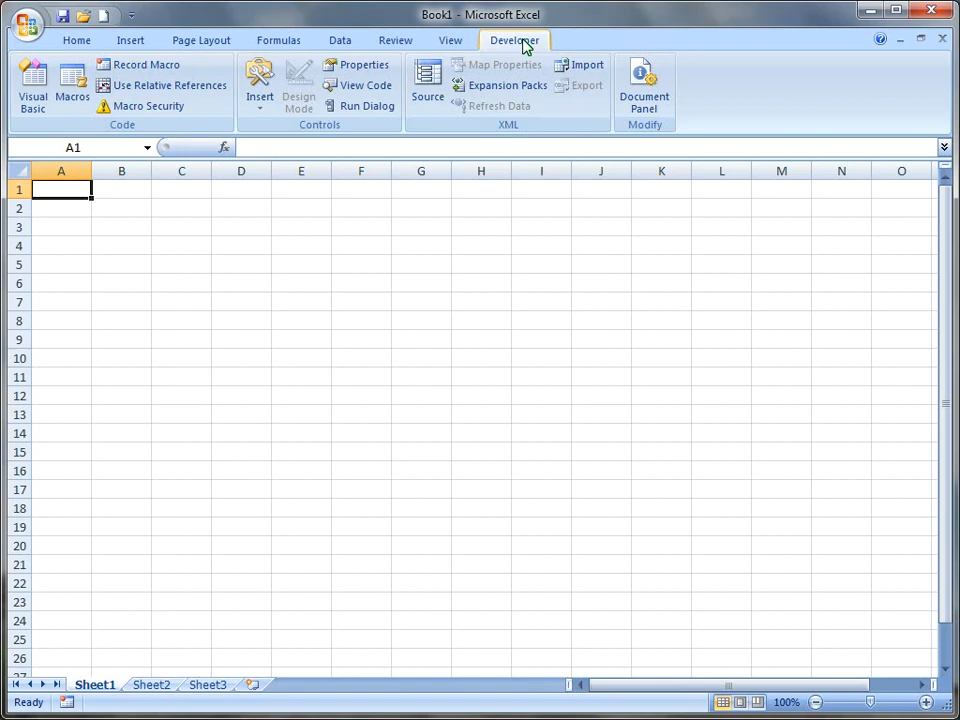 Book1 - Microsoft Excel
Home Insert Page Layout Formulas Data Review View Developer
Visual Basic
Macros
Record Macro
Use Relative References
Macro Security
Code
Insert
Design Mode
Properties
View Code
Run Dialog
Controls
Source
Map Properties
Expansion Packs
Refresh Data
Import
Export
XML
Document Panel
Modify
A1
fx
A B C D E F G H I J K L M N O
1
2
3
4
5
6
7
8
9
10
11
12
13
14
15
16
17
18
19
20
21
22
23
24
25
26
27
Sheet1 Sheet2 Sheet3
Ready
100%